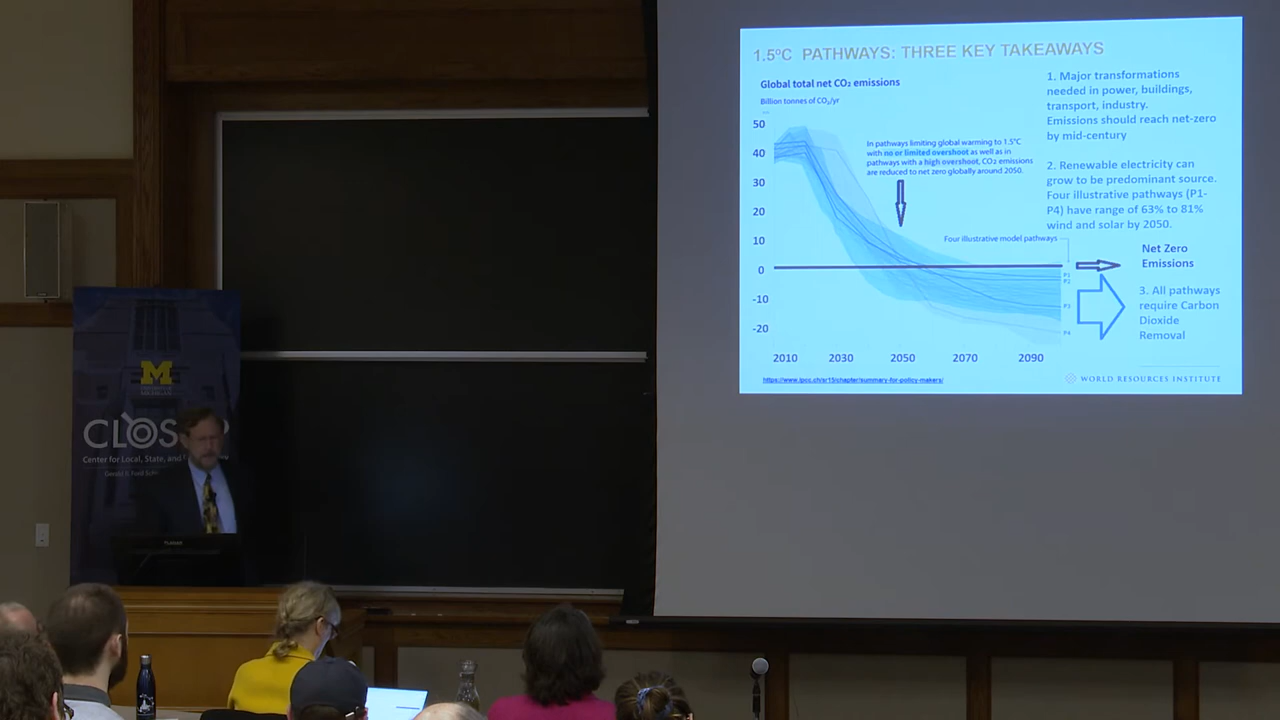 1.5ºC PATHWAYS: THREE KEY TAKEAWAYS
Global total net CO₂ emissions
Billion tonnes of CO₂/yr
50
40
30
20
10
0
-10
-20
2010 2030 2050 2070 2090
In pathways limiting global warming to 1.5°C
with no or limited overshoot as well as in
pathways with a high overshoot, CO₂ emissions
are reduced to net zero globally around 2050.
Four illustrative model pathways
P1
P2
P3
P4
1. Major transformations
needed in power, buildings,
transport, industry.
Emissions should reach net-zero
by mid-century
2. Renewable electricity can
grow to be predominant source.
Four illustrative pathways (P1-
P4) have range of 63% to 81%
wind and solar by 2050.
Net Zero
Emissions
3. All pathways
require Carbon
Dioxide
Removal
https://www.ipcc.ch/sr15/chapter/summary-for-policy-makers/
WORLD RESOURCES INSTITUTE
M
CLOS
Center for Local, State, and